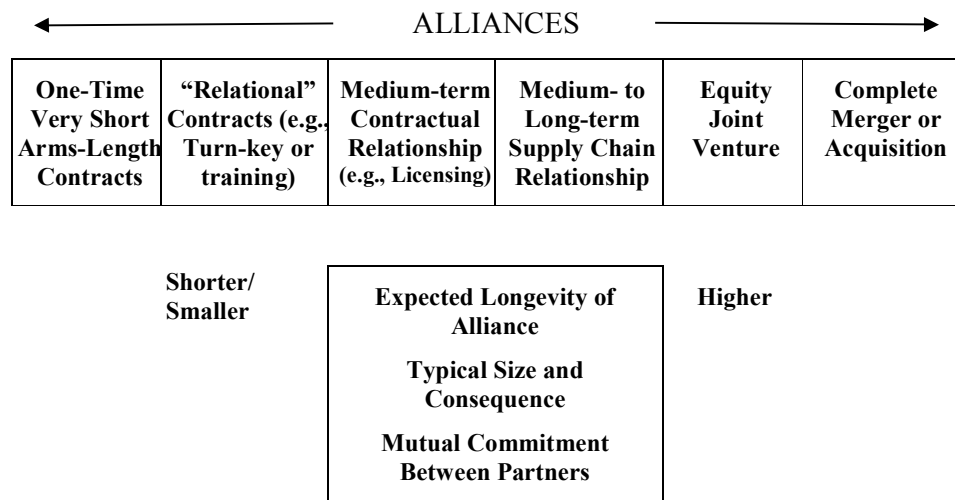 ALLIANCES
One-Time
Very Short
Arms-Length
Contracts
“Relational”
Contracts (e.g.,
Turn-key or
training)
Medium-term
Contractual
Relationship
(e.g., Licensing)
Medium- to
Long-term
Supply Chain
Relationship
Equity
Joint
Venture
Complete
Merger or
Acquisition
Shorter/
Smaller
Expected Longevity of
Alliance
Typical Size and
Consequence
Mutual Commitment
Between Partners
Higher